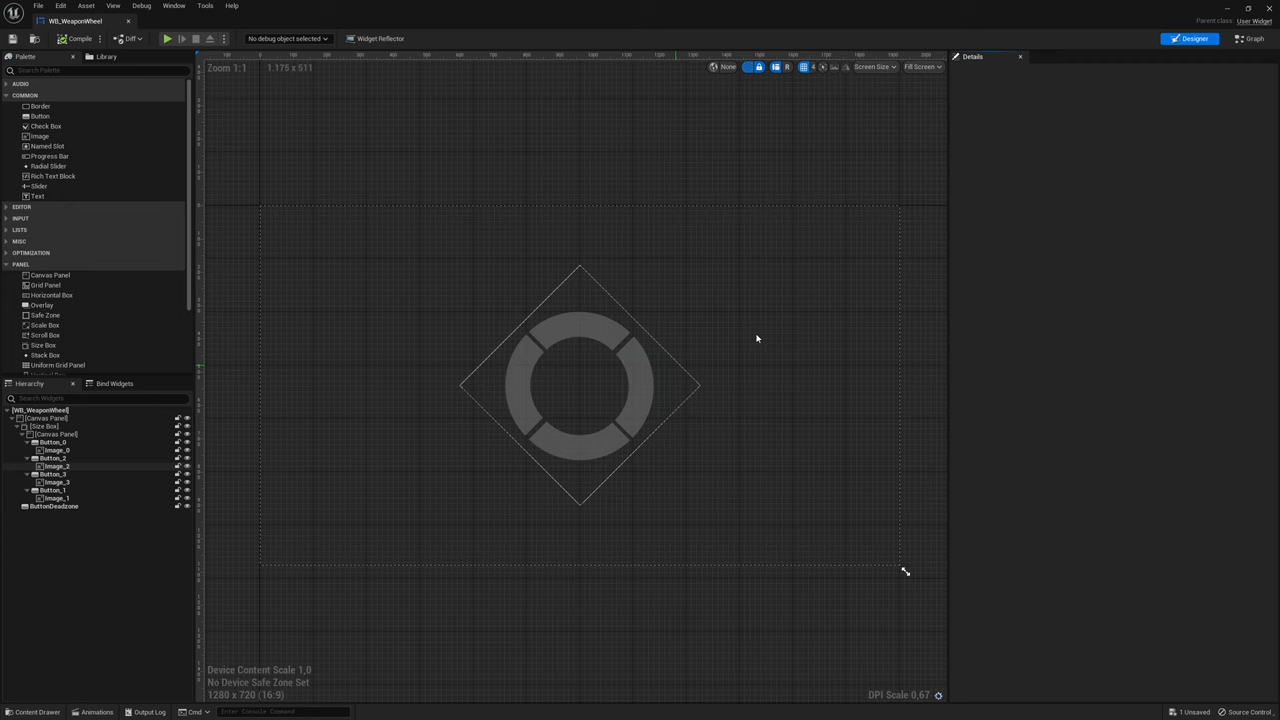 File Edit Asset View Debug Window Tools Help
WB_WeaponWheel
Parent class: User Widget
Compile Diff No debug object selected Widget Reflector Designer Graph
Palette Library Details
Search Palette
Zoom 1:1 1.175 x 511 None R 4 Screen Size Fill Screen
AUDIO
COMMON
Border
Button
Check Box
Image
Named Slot
Progress Bar
Radial Slider
Rich Text Block
Slider
Text
EDITOR
INPUT
LISTS
MISC
OPTIMIZATION
PANEL
Canvas Panel
Grid Panel
Horizontal Box
Overlay
Safe Zone
Scale Box
Scroll Box
Size Box
Stack Box
Uniform Grid Panel
Hierarchy Bind Widgets
Search Widgets
[WB_WeaponWheel]
[Canvas Panel]
[Size Box]
[Canvas Panel]
Button_0
Image_0
Button_2
Image_2
Button_3
Image_3
Button_1
Image_1
ButtonDeadzone
Device Content Scale 1,0
No Device Safe Zone Set
1280 x 720 (16:9)
DPI Scale 0,67
Content Drawer Animations Output Log Cmd Enter Console Command 1 Unsaved Source Control